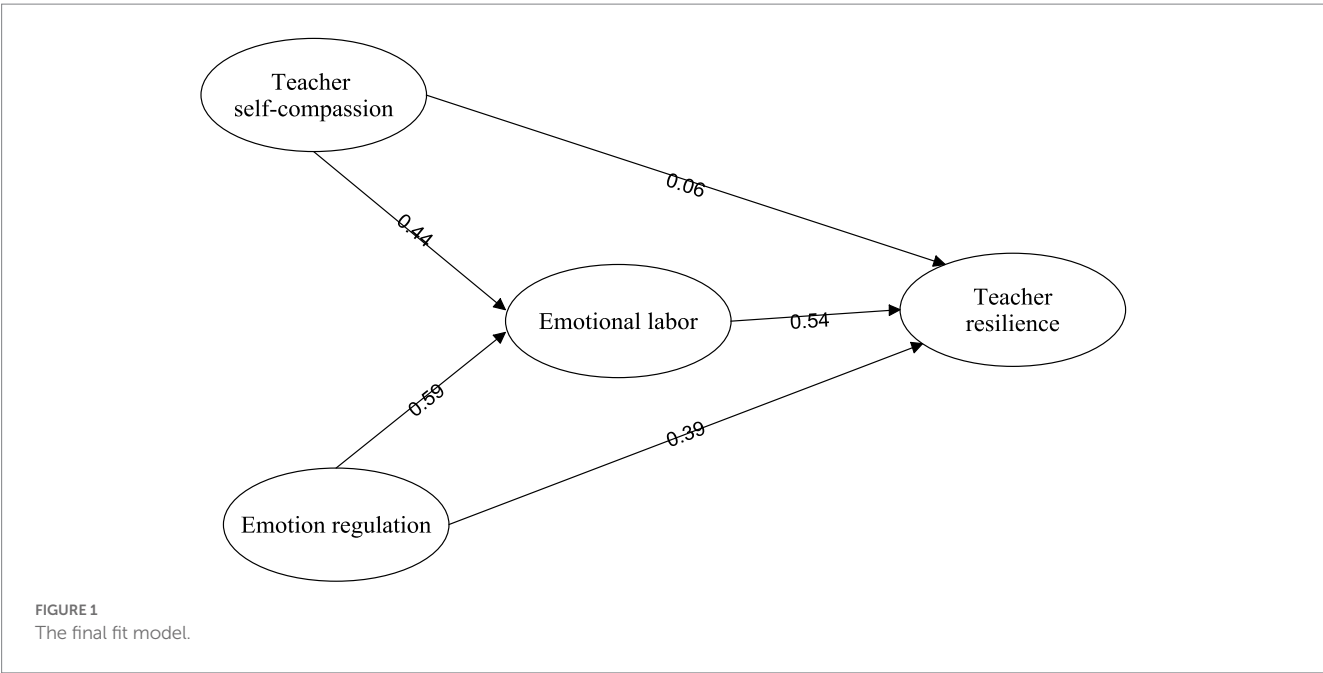 Teacher
self-compassion
0.06
0.44
Emotional labor
0.54
Teacher
resilience
0.59
0.39
Emotion regulation
FIGURE 1
The final fit model.